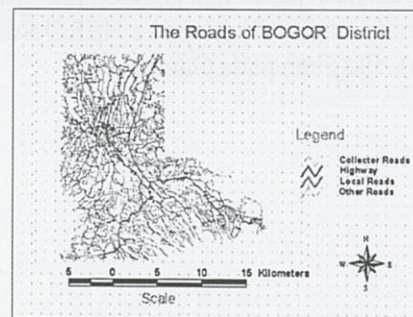 The Roads of BOGOR District
Legend
Collector Roads
Highway
Local Roads
Other Roads
N
W E
S
5 0 5 10 15 Kilometers
Scale